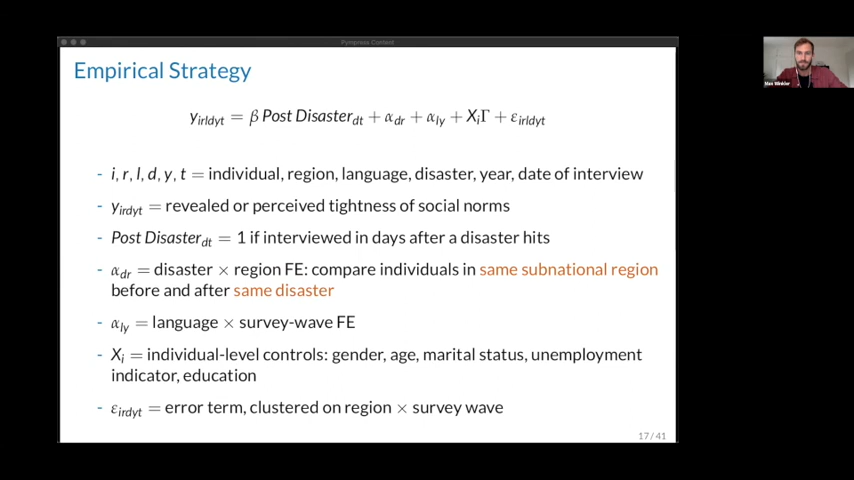 Pympress Content
Empirical Strategy
y_irldyt = β Post Disaster_dt + α_dr + α_ly + X_iΓ + ε_irldyt
- i, r, l, d, y, t = individual, region, language, disaster, year, date of interview
- y_irdyt = revealed or perceived tightness of social norms
- Post Disaster_dt = 1 if interviewed in days after a disaster hits
- α_dr = disaster × region FE: compare individuals in same subnational region
before and after same disaster
- α_ly = language × survey-wave FE
- X_i = individual-level controls: gender, age, marital status, unemployment
indicator, education
- ε_irdyt = error term, clustered on region × survey wave
17/41
Max Winkler